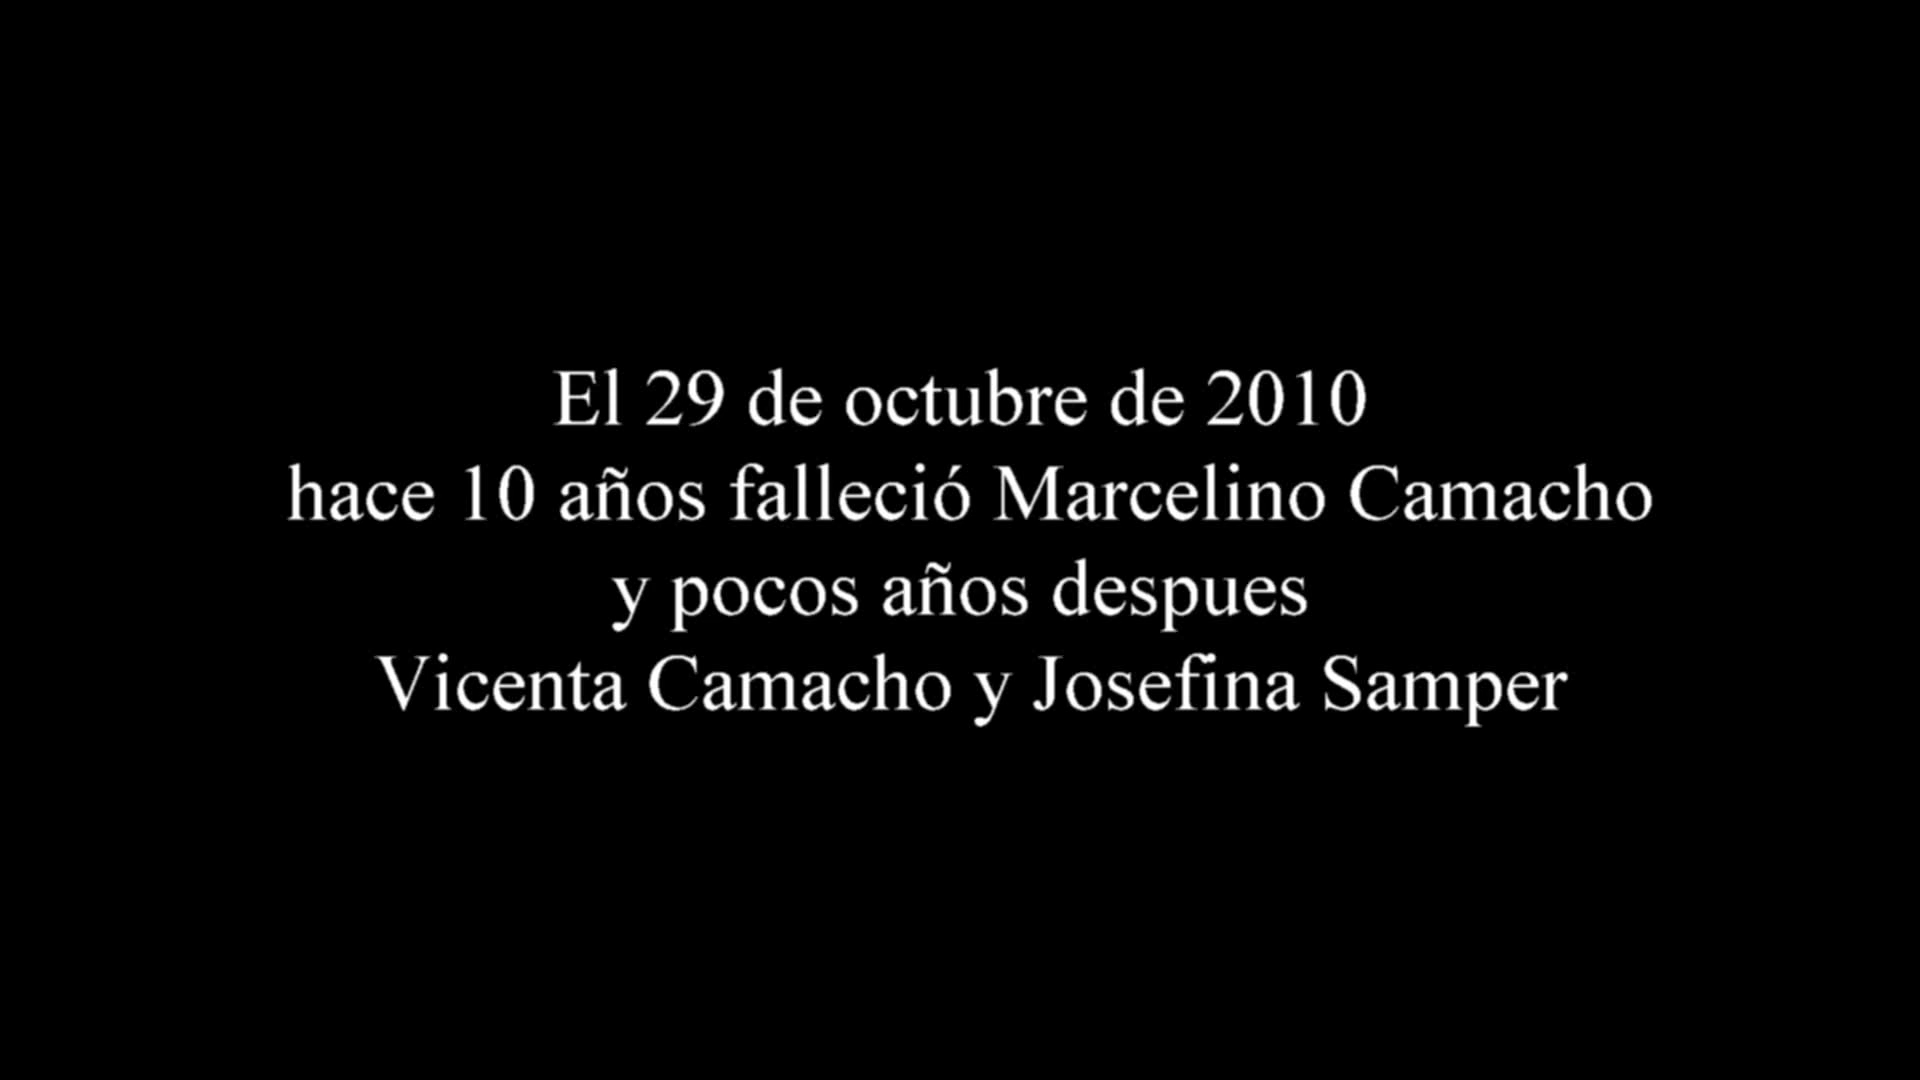 El 29 de octubre de 2010
hace 10 años falleció Marcelino Camacho
y pocos años despues
Vicenta Camacho y Josefina Samper